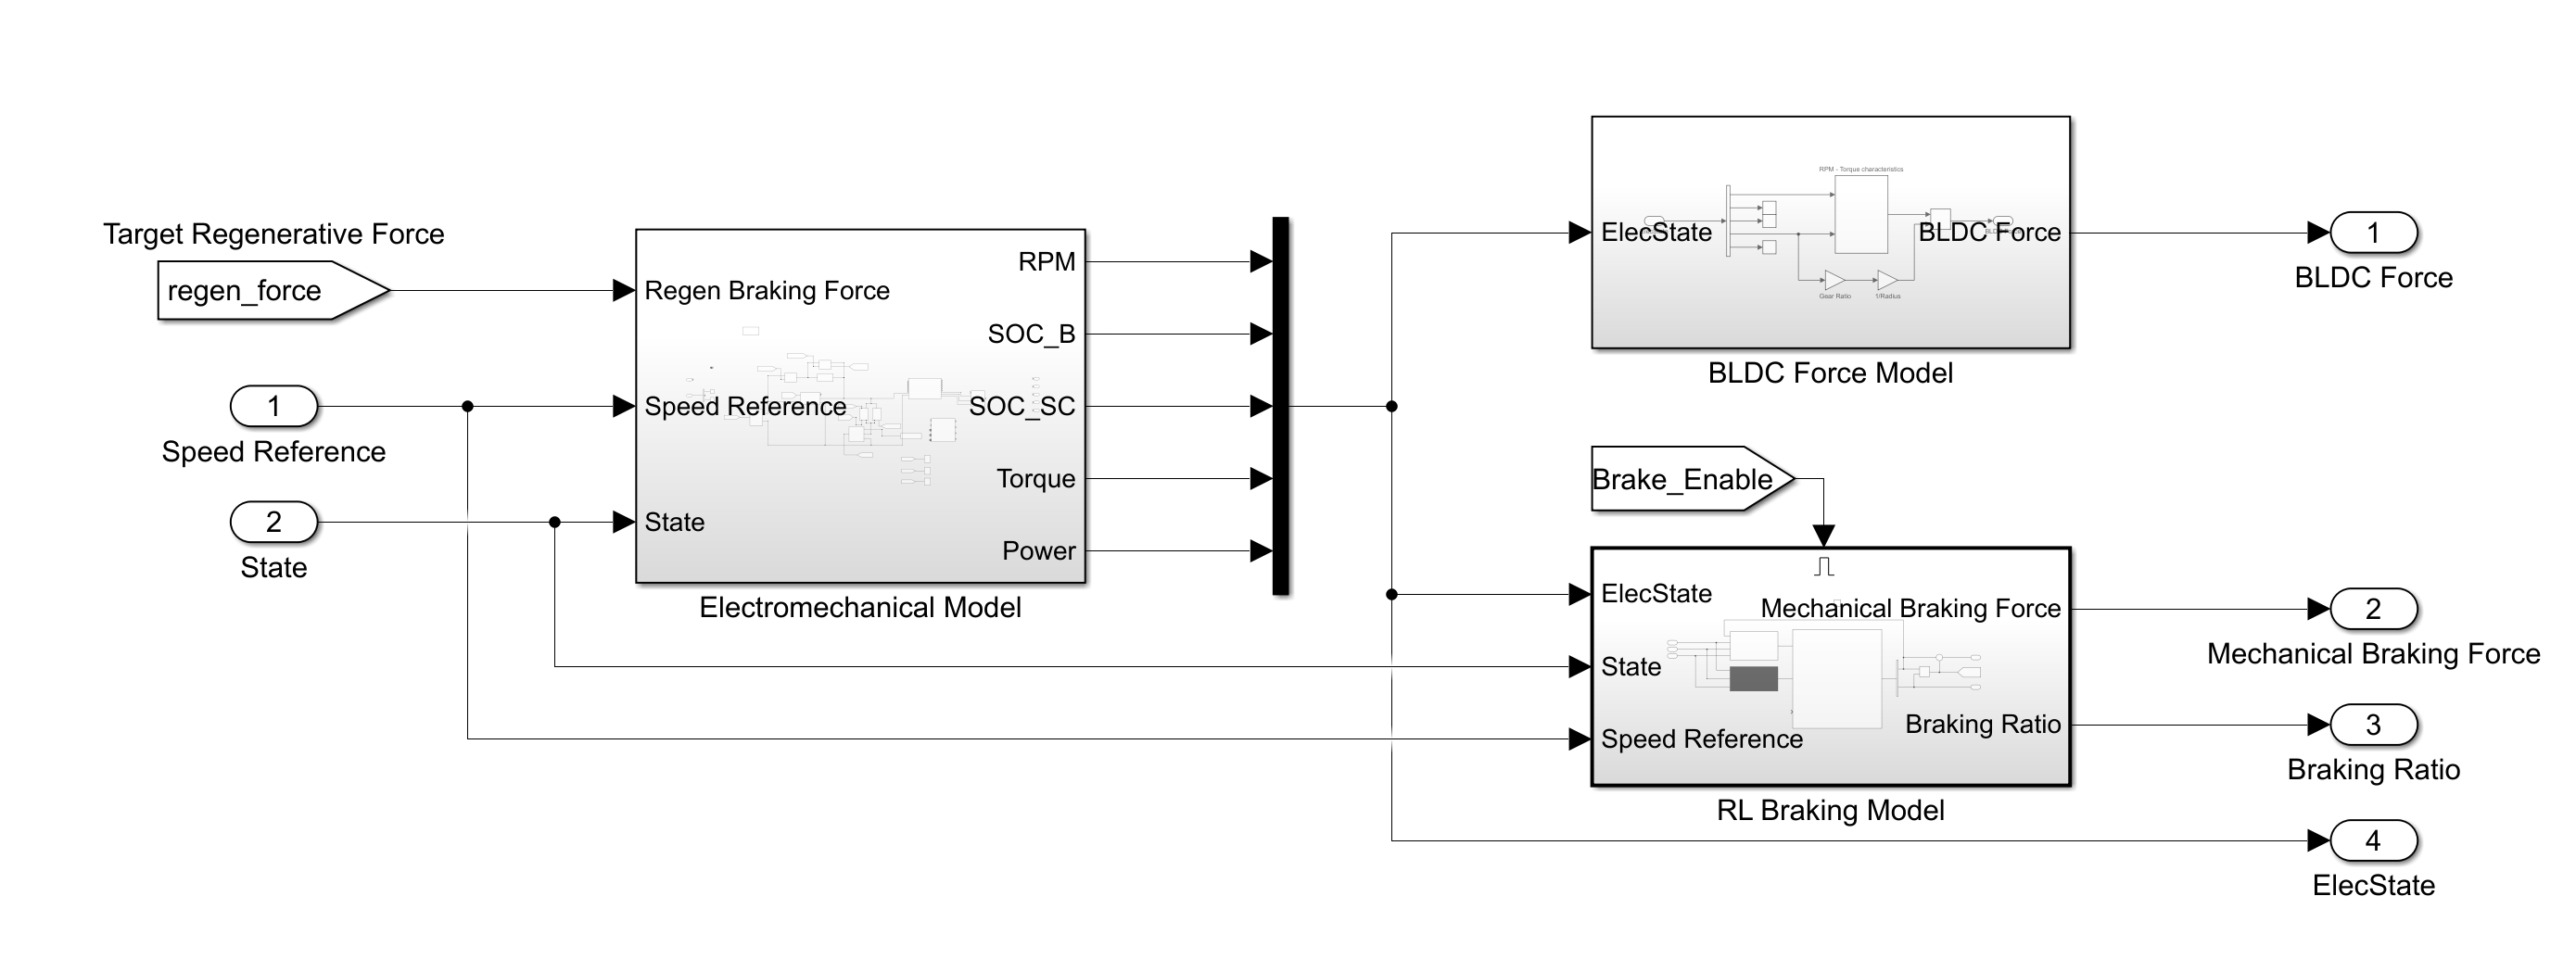 Target Regenerative Force
regen_force
1
Speed Reference
2
State
Regen Braking Force
Speed Reference
State
RPM
SOC_B
SOC_SC
Torque
Power
Electromechanical Model
RPM - Torque characteristics
ElecState
BLDC Force
Gear Ratio
1/Radius
BLDC Force Model
Brake_Enable
ElecState
State
Speed Reference
Mechanical Braking Force
Braking Ratio
RL Braking Model
1
BLDC Force
2
Mechanical Braking Force
3
Braking Ratio
4
ElecState